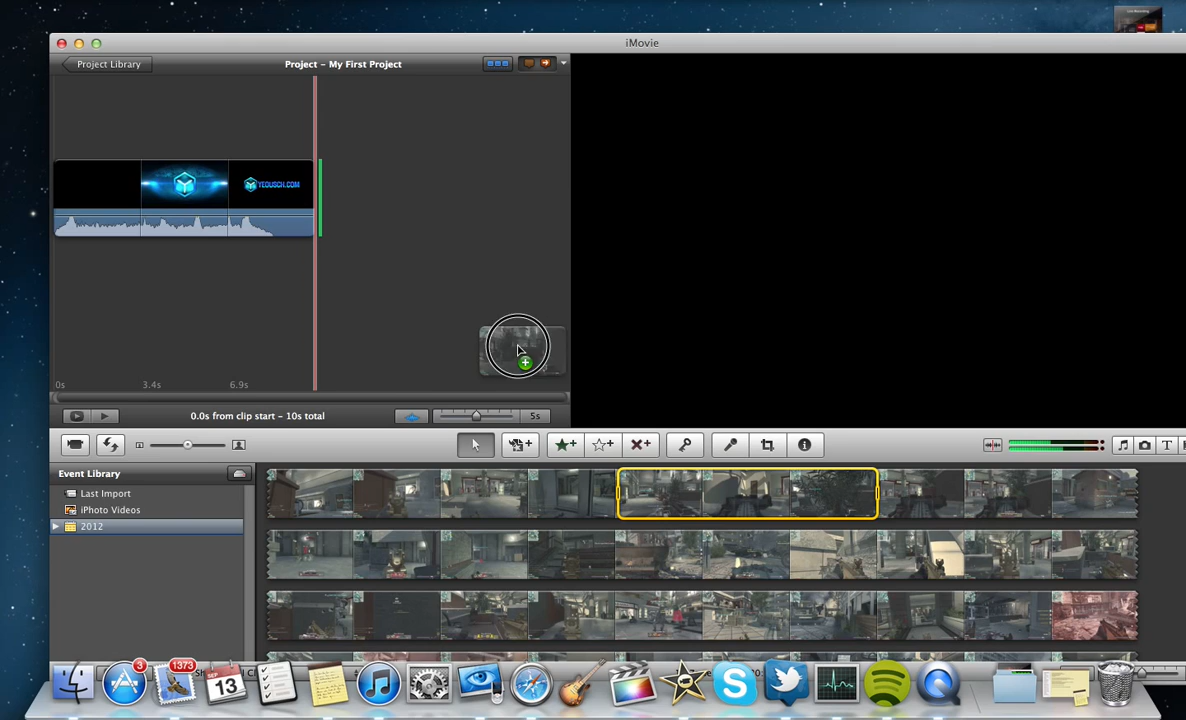 iMovie
Project Library
Project – My First Project
YEOUSCH.COM
0s
3.4s
6.9s
0.0s from clip start – 10s total
5s
T
Event Library
Last Import
iPhoto Videos
2012
3
1373
SEP
13